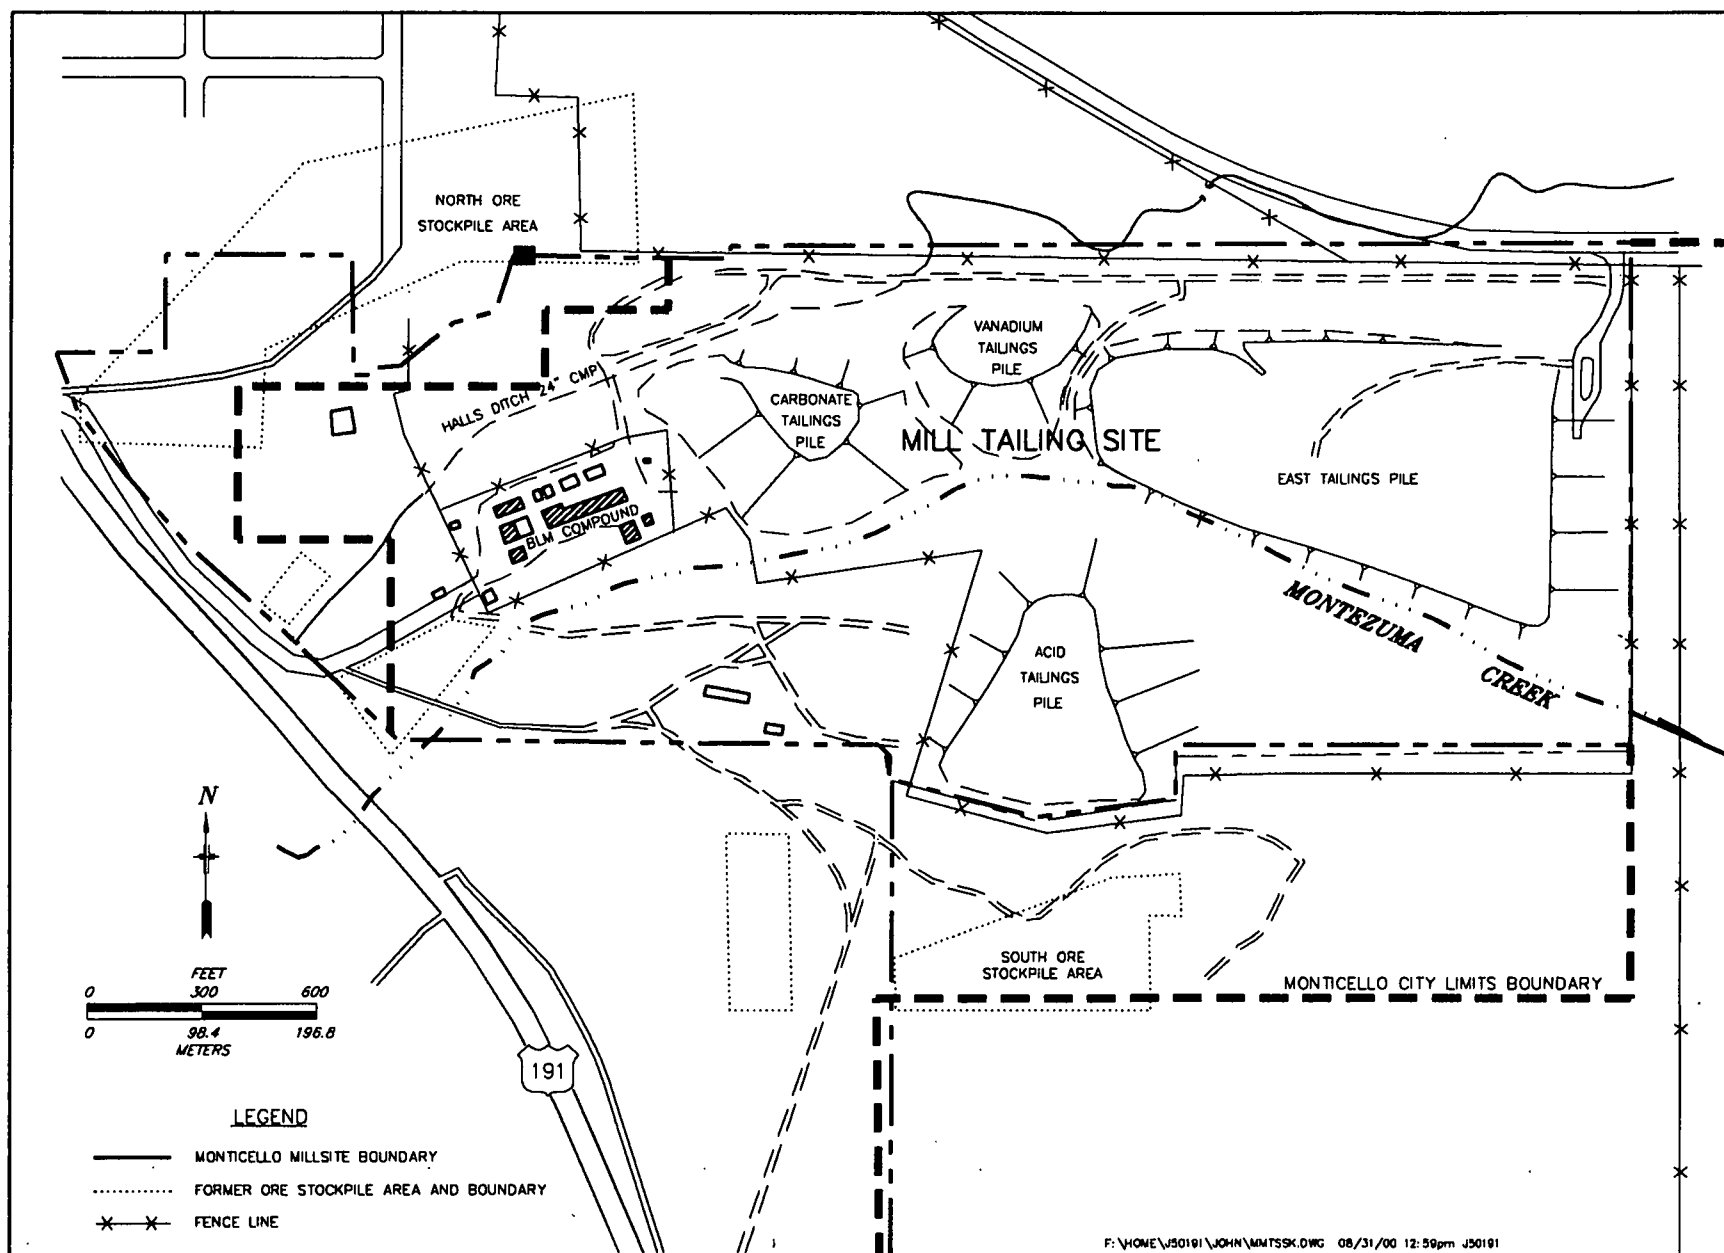 NORTH ORE
STOCKPILE AREA
VANADIUM
TAILINGS
PILE
HALLS DITCH 24" CMP
CARBONATE
TAILINGS
PILE
MILL TAILING SITE
EAST TAILINGS PILE
BLM COMPOUND
MONTEZUMA
CREEK
ACID
TAILINGS
PILE
N
SOUTH ORE
STOCKPILE AREA
MONTICELLO CITY LIMITS BOUNDARY
FEET
0 300 600
0 98.4 196.8
METERS
191
LEGEND
MONTICELLO MILLSITE BOUNDARY
FORMER ORE STOCKPILE AREA AND BOUNDARY
FENCE LINE
F:\HOME\J50191\JOHN\MMTSSK.DWG 08/31/00 12:59pm J50191